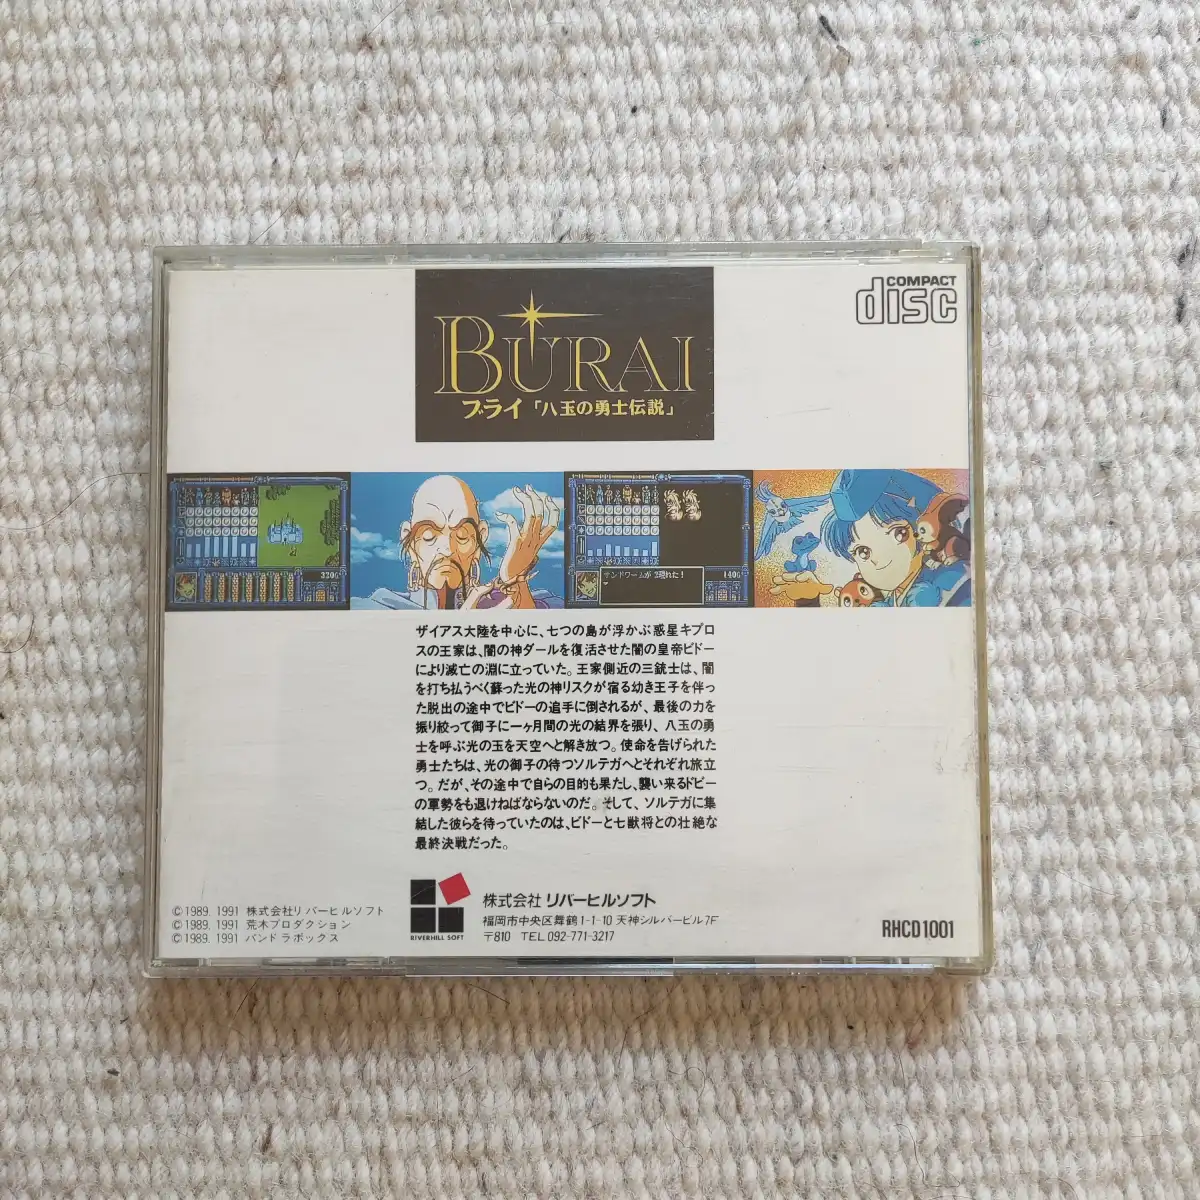 COMPACT
disc
BURAI
ブライ「八玉の勇士伝説」
3206
サンドワームが 2現れた!
1406
ザイアス大陸を中心に、七つの島が浮かぶ惑星キプロ
スの王家は、闇の神ダールを復活させた闇の皇帝ビドー
により滅亡の淵に立っていた。王家側近の三銃士は、闇
を打ち払うべく蘇った光の神リスクが宿る幼き王子を伴っ
た脱出の途中でビドーの追手に倒されるが、最後の力を
振り絞って御子に一ヶ月間の光の結界を張り、八玉の勇
士を呼ぶ光の玉を天空へと解き放つ。使命を告げられた
勇士たちは、光の御子の待つソルテガへとそれぞれ旅立
つ。だが、その途中で自らの目的も果たし、襲い来るドビー
の軍勢をも退けねばならないのだ。そして、ソルテガに集
結した彼らを待っていたのは、ビドーと七獣将との壮絶な
最終決戦だった。
©1989, 1991 株式会社リバーヒルソフト
©1989, 1991 荒木プロダクション
©1989, 1991 パンドラボックス
RIVERHILL SOFT
株式会社 リバーヒルソフト
福岡市中央区舞鶴1-1-10 天神シルバービル7F
〒810 TEL 092-771-3217
RHCD1001